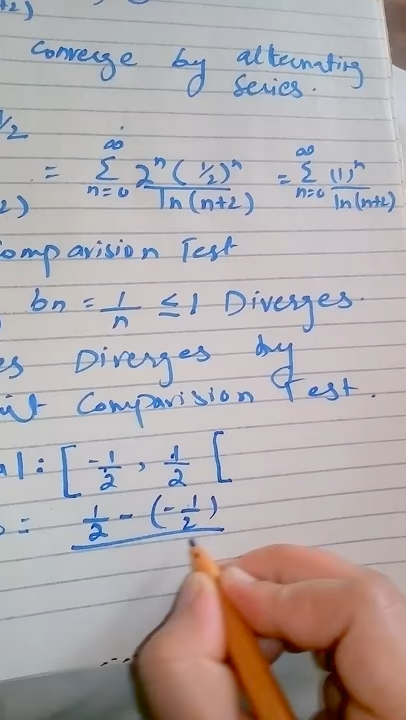 +2)
Converge by alternating
Series.
1/2
= ∞ Σ n=0 2^n (1/2)^n / ln(n+2) = ∞ Σ n=0 (1)^n / ln(n+2)
2)
omparision Test
bn = 1/n ≤ 1 Diverges.
es Diverges by
it Comparision Test.
al: [ -1/2 , 1/2 [
= 1/2 - (-1/2)